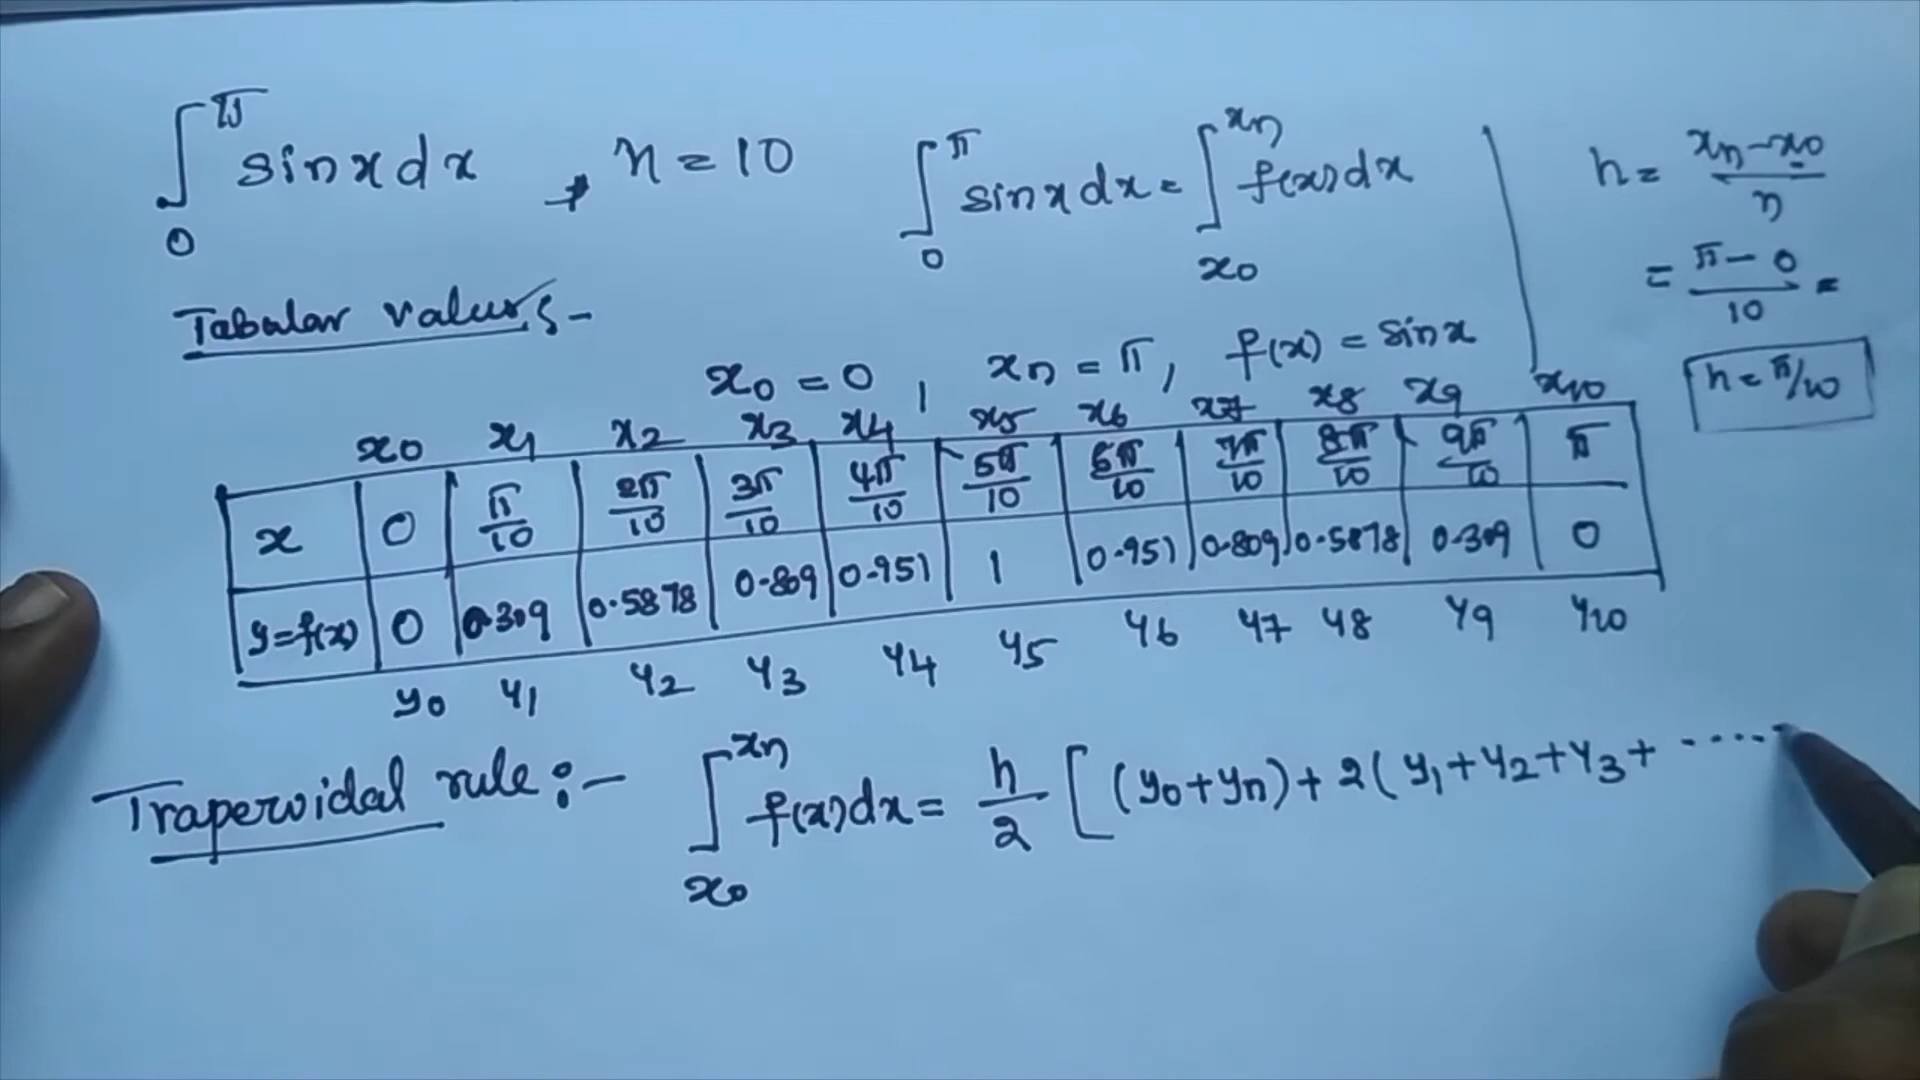 ∫₀^π sinx dx , n = 10
∫₀^π sinx dx = ∫ₓ₀^xn f(x)dx
h = (xn - x0)/n
= (π - 0)/10 =
h = π/10
Tabular values:-
x0 = 0 , xn = π, f(x) = sinx
x0 x1 x2 x3 x4 x5 x6 x7 x8 x9 x10
x 0 π/10 2π/10 3π/10 4π/10 5π/10 6π/10 7π/10 8π/10 9π/10 π
y=f(x) 0 0.309 0.5878 0.809 0.951 1 0.951 0.809 0.5878 0.309 0
y0 y1 y2 y3 y4 y5 y6 y7 y8 y9 y10
Traperoidal rule:- ∫ₓ₀^xn f(x)dx = h/2 [(y0+yn)+2(y1+y2+y3+.....